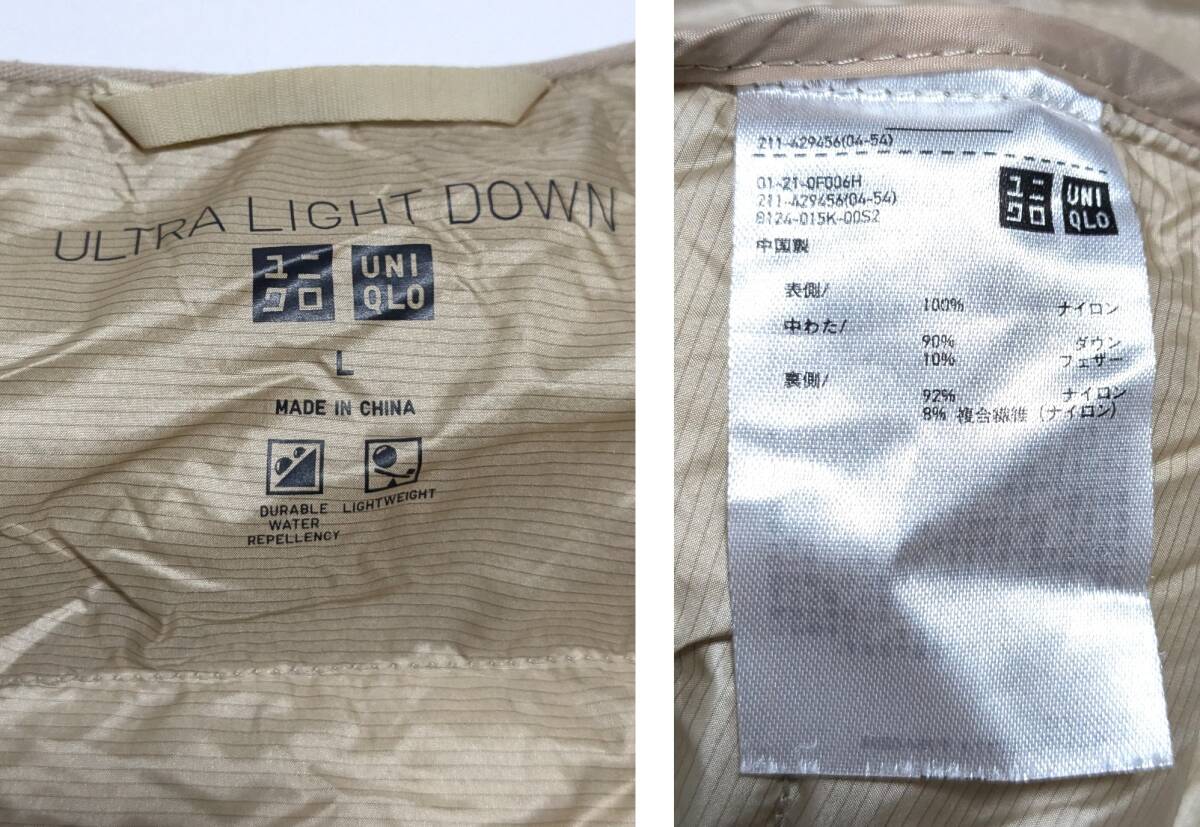 ULTRA LIGHT DOWN
ユニ UNI
クロ QLO
L
MADE IN CHINA
DURABLE
WATER
REPELLENCY
LIGHTWEIGHT
211-429456(04-54)
01-21-0F006H
211-429456(04-54)
8124-015K-00S2
ユニ UNI
クロ QLO
中国製
表側/
100% ナイロン
中わた/
90% ダウン
10% フェザー
裏側/
92% ナイロン
8% 複合繊維 (ナイロン)